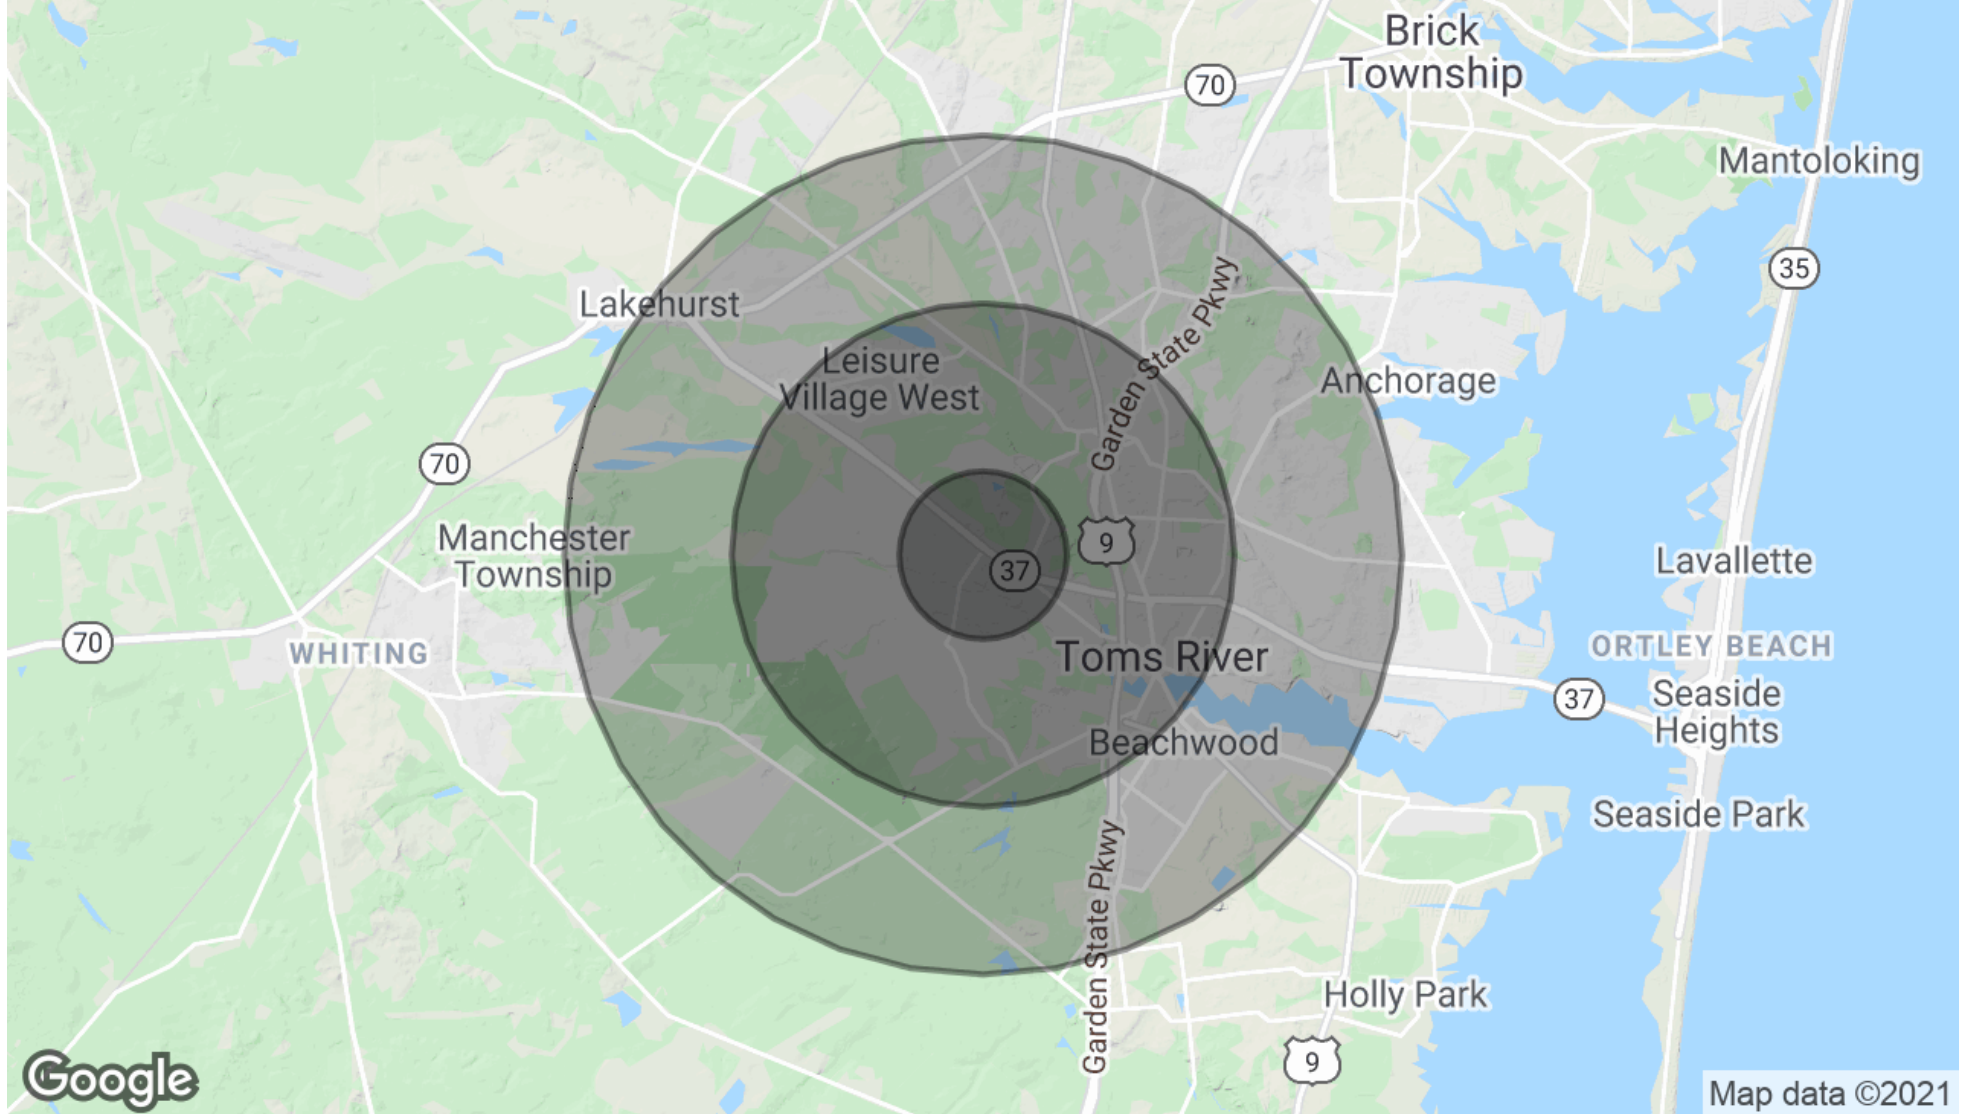 Brick
Township
70
Mantoloking
35
Garden State Pkwy
Lakehurst
Leisure
Village West
Anchorage
70
Manchester
Township
9
37
Lavallette
70
WHITING
Toms River
ORTLEY BEACH
37
Seaside
Heights
Beachwood
Seaside Park
Garden State Pkwy
Holly Park
9
Google
Map data ©2021